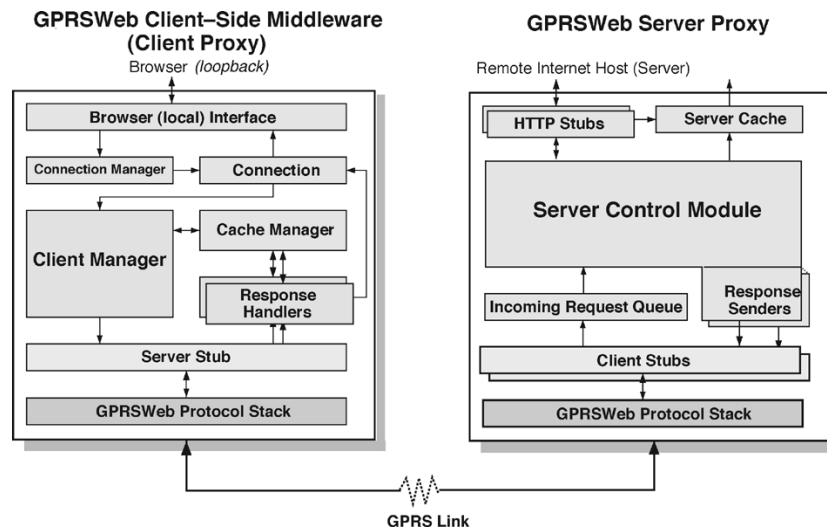 GPRSWeb Client–Side Middleware
(Client Proxy)
Browser (loopback)
Browser (local) Interface
Connection Manager
Connection
Client Manager
Cache Manager
Response
Handlers
Server Stub
GPRSWeb Protocol Stack
GPRSWeb Server Proxy
Remote Internet Host (Server)
HTTP Stubs
Server Cache
Server Control Module
Incoming Request Queue
Response
Senders
Client Stubs
GPRSWeb Protocol Stack
GPRS Link